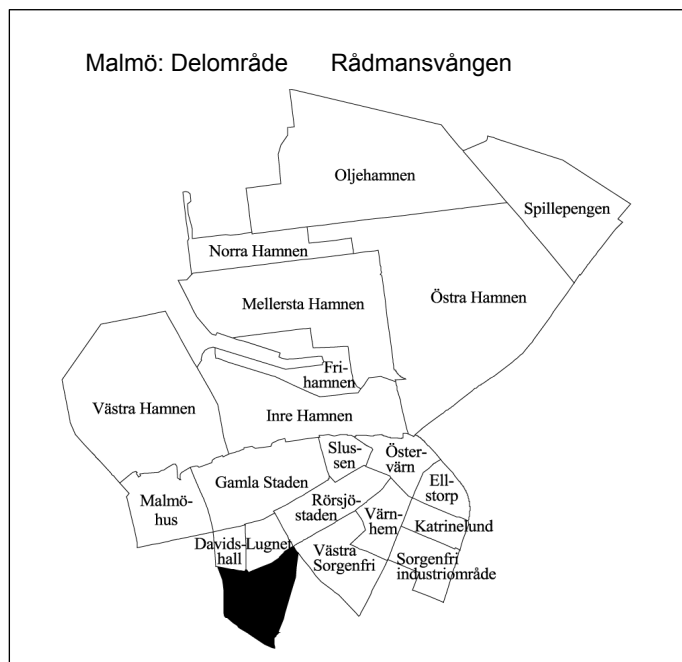 Malmö: Delområde Rådmansvången
Oljehamnen
Spillepengen
Norra Hamnen
Mellersta Hamnen
Östra Hamnen
Fri-
hamnen
Västra Hamnen
Inre Hamnen
Slus-
sen
Öster-
värn
Gamla Staden
Ell-
storp
Malmö-
hus
Rörsjö-
staden
Värn-
hem
Katrinelund
Davids-
hall
Lugnet
Västra
Sorgenfri
Sorgenfri
industriområde